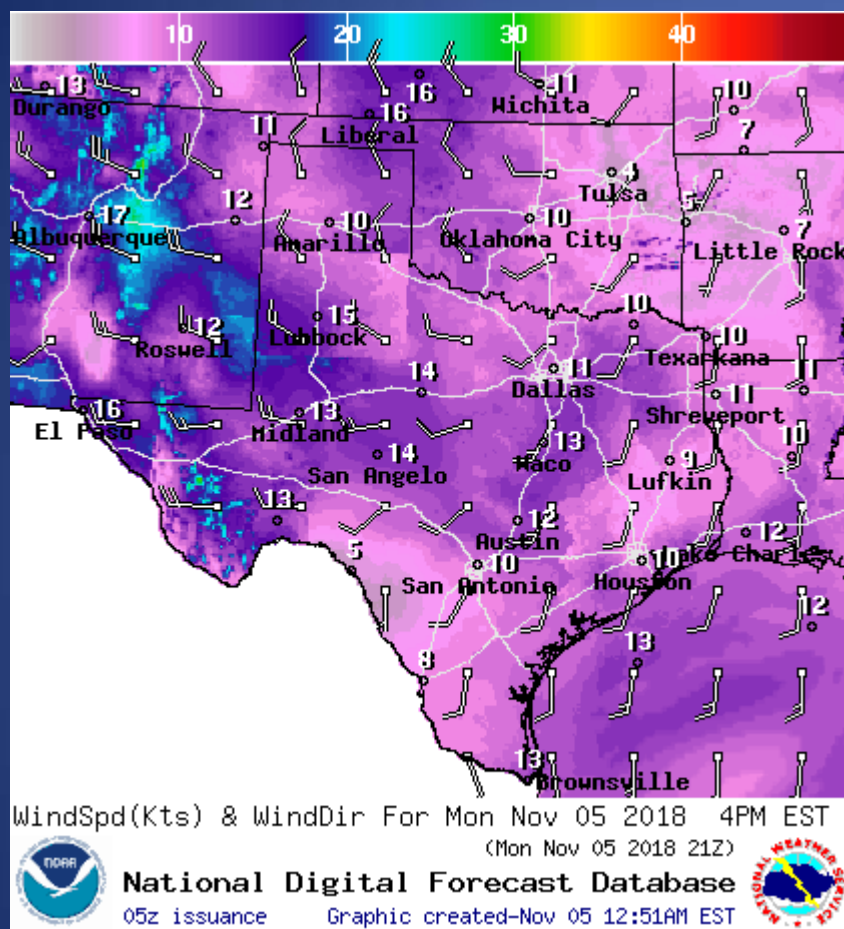 10 20 30 40
13 16 11 10
Durango Liberal 16 Wichita
11 7
Tulsa 4
12 17 10 10 5 7
Albuquerque Amarillo Oklahoma City Little Rock
12 15 10 10
Roswell Lubbock Texarkana
16 13 14 11 11 11
El Paso Midland Dallas Shreveport
14 13 9 10
San Angelo Waco Lufkin
13 12 12
Austin Lake Charles
5 10 10
San Antonio Houston
12
8 13
13
Brownsville
WindSpd(Kts) & WindDir For Mon Nov 05 2018 4PM EST
(Mon Nov 05 2018 21Z)
NOAA
National Digital Forecast Database
05z issuance Graphic created-Nov 05 12:51AM EST
NATIONAL WEATHER SERVICE